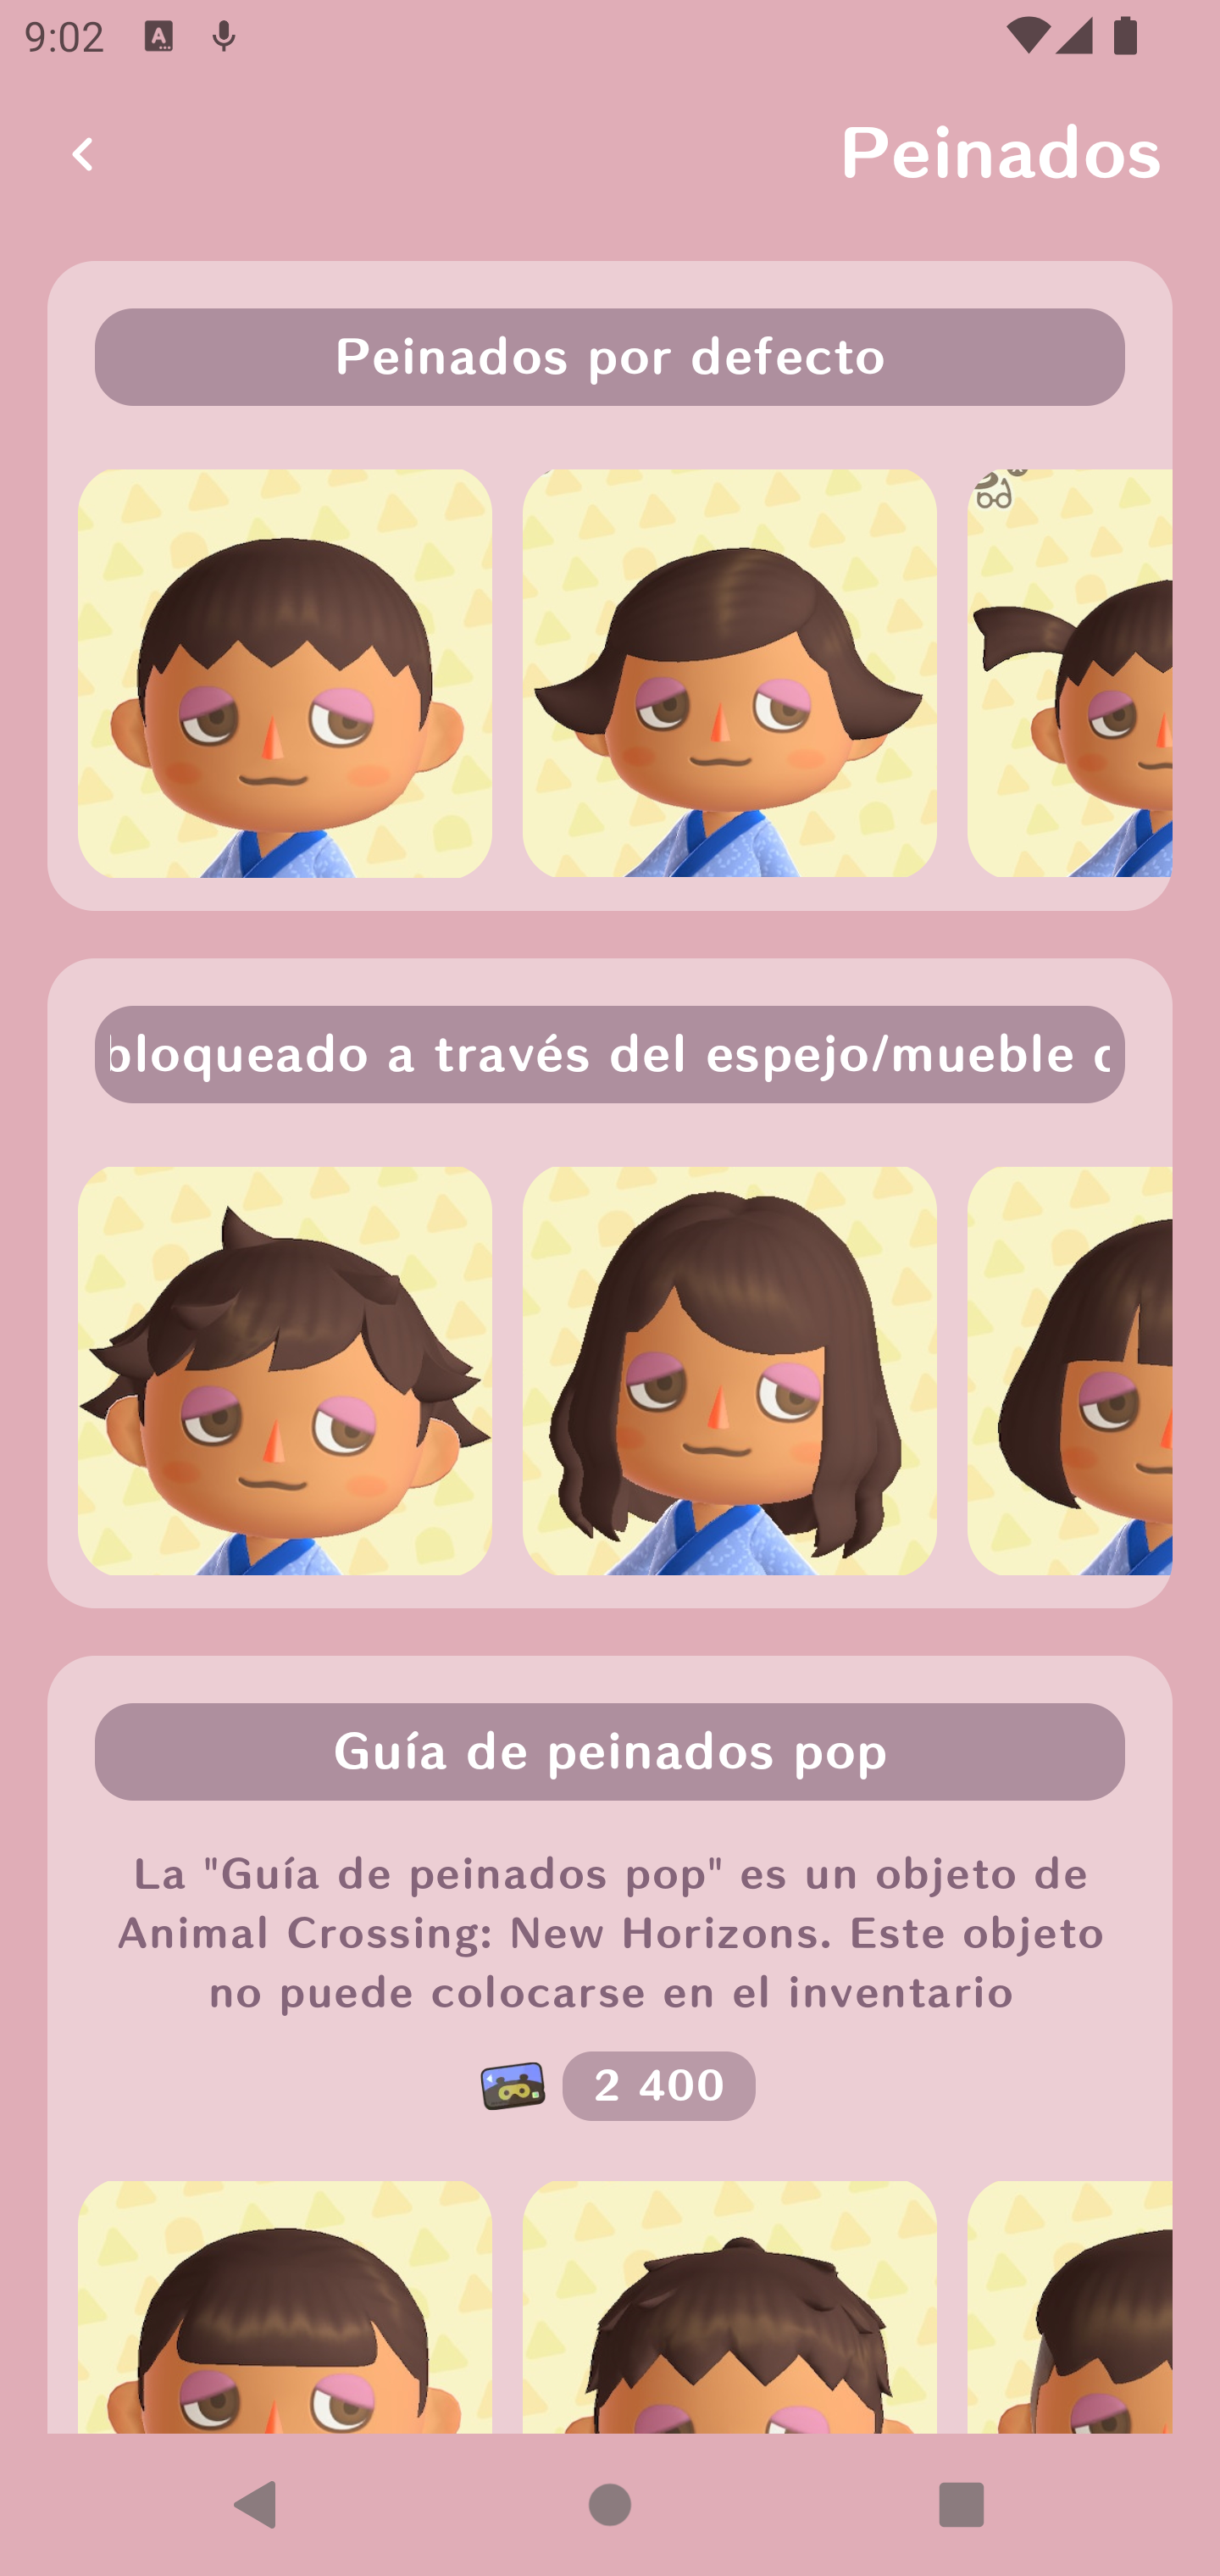 9:02
Peinados
Peinados por defecto
bloqueado a través del espejo/mueble
Guía de peinados pop
La "Guía de peinados pop" es un objeto de
Animal Crossing: New Horizons. Este objeto
no puede colocarse en el inventario
2 400